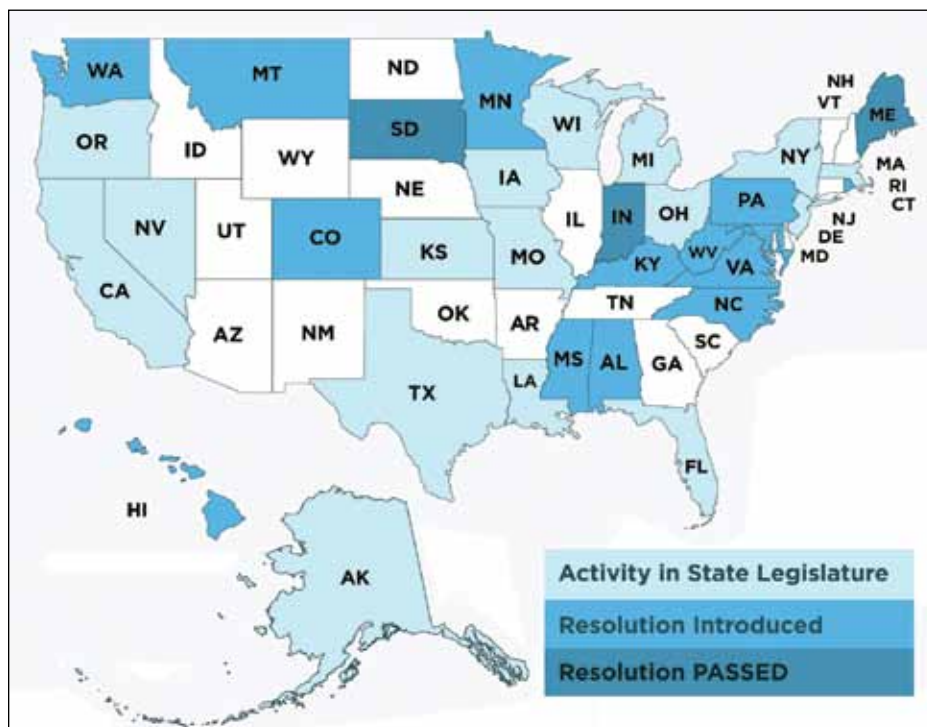 NH
VT
WA
MT
ND
MN
ME
OR
ID
SD
WI
NY
WY
MI
MA
RI
CT
IA
NE
PA
NV
UT
CO
IL
IN
OH
NJ
DE
MD
KS
MO
WV
KY
VA
CA
NC
TN
OK
AR
AZ
NM
SC
MS
AL
GA
TX
LA
FL
HI
AK
Activity in State Legislature
Resolution Introduced
Resolution PASSED